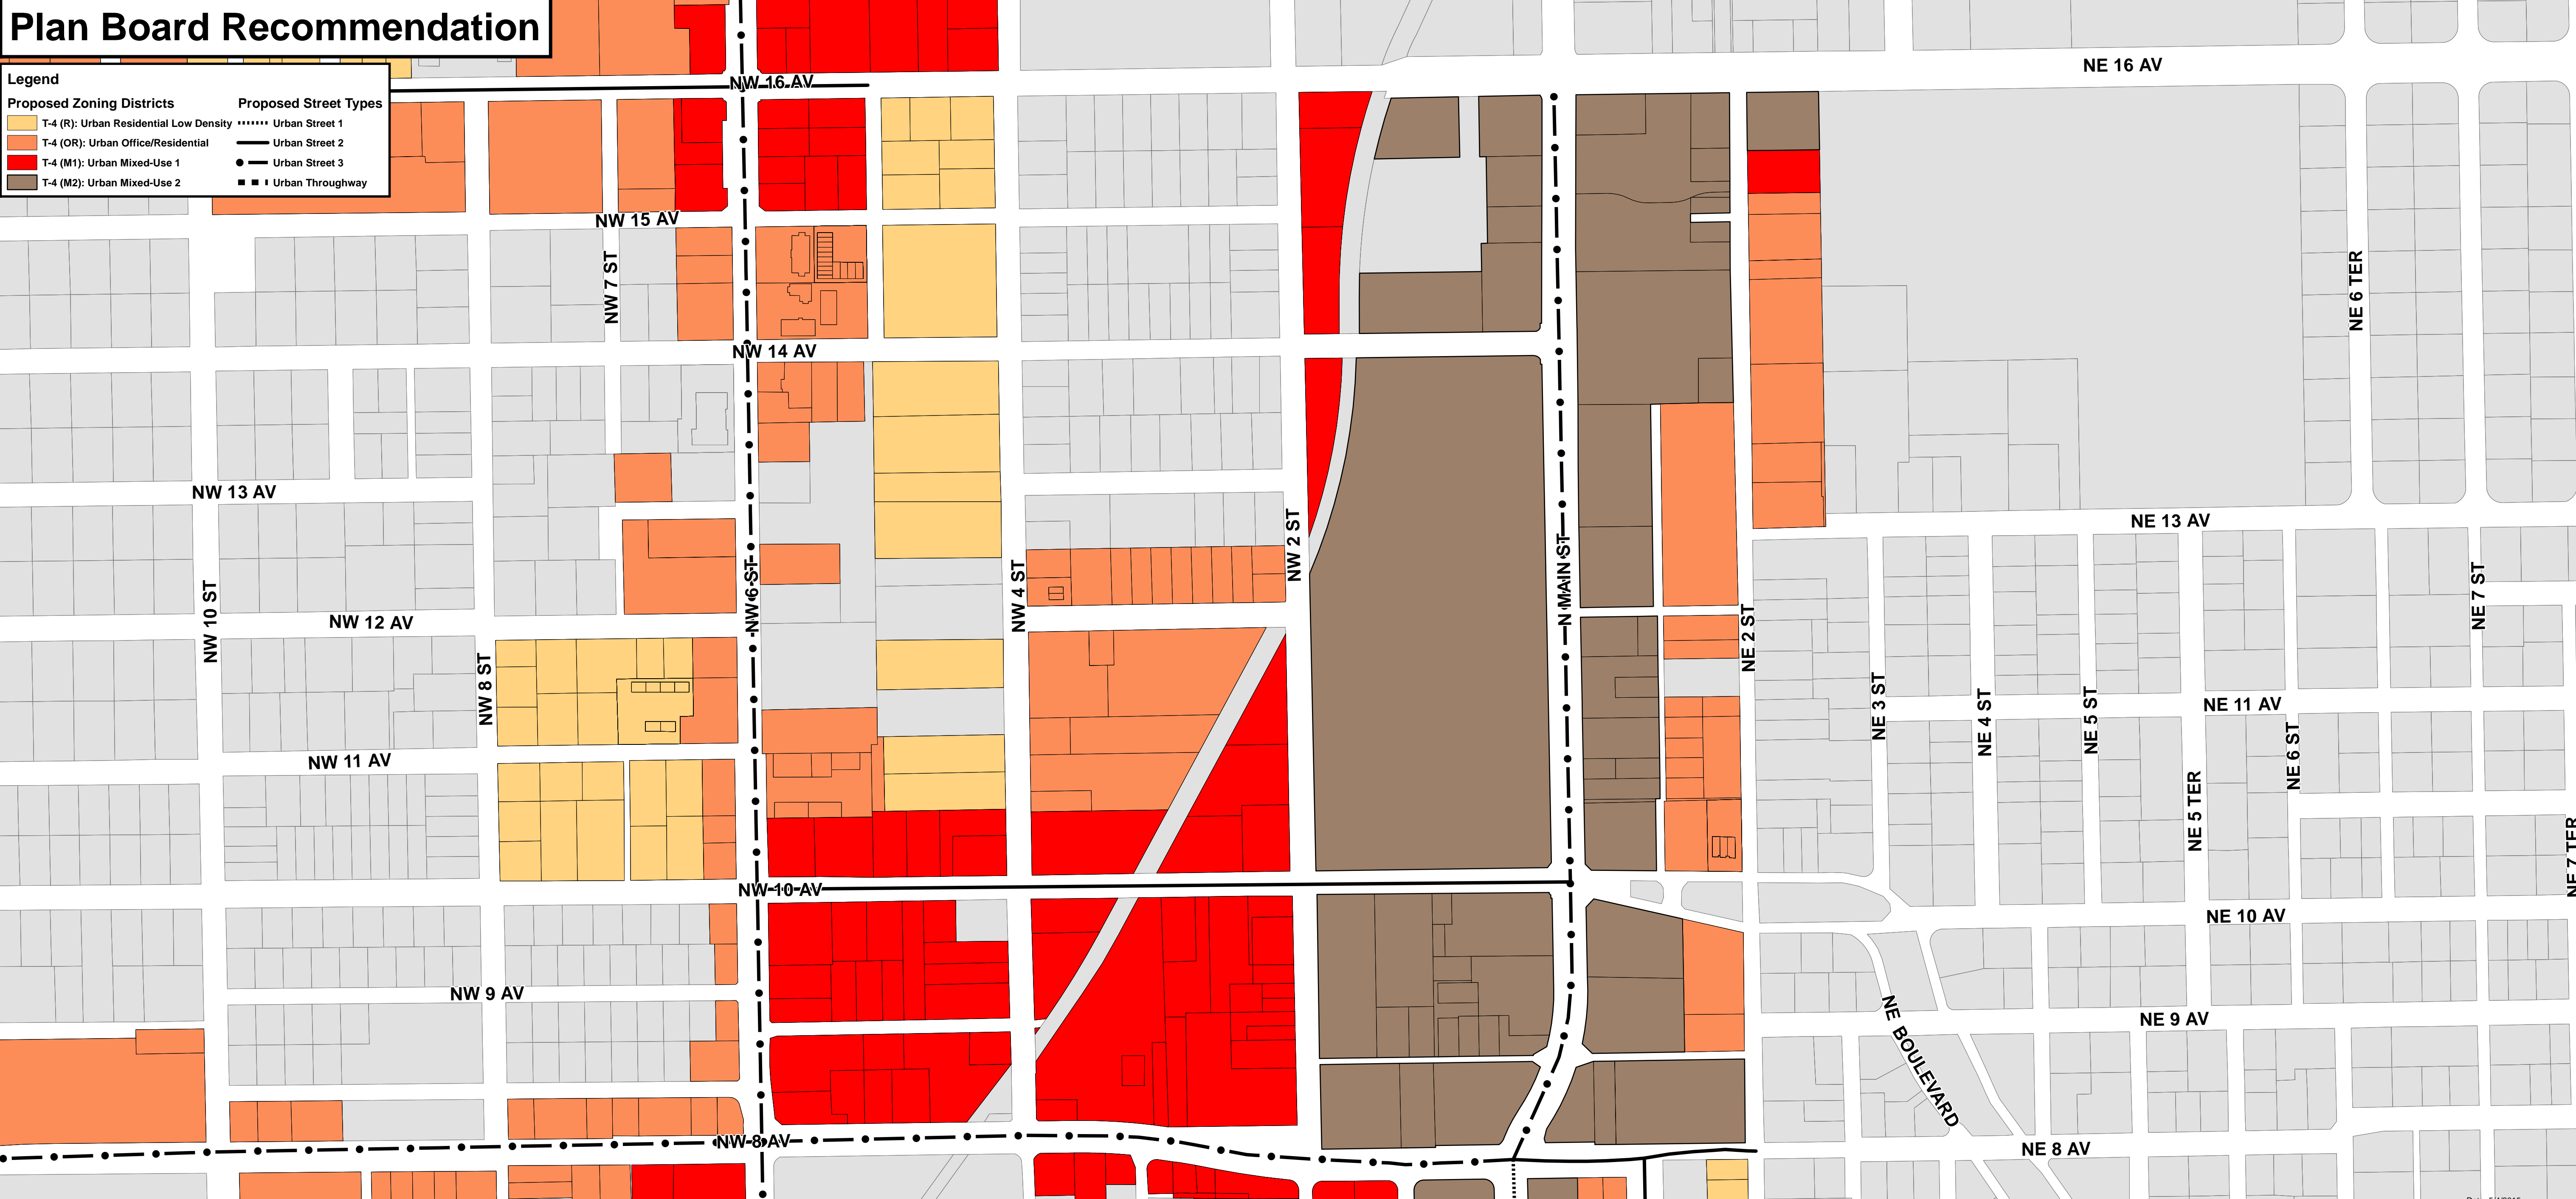 Plan Board Recommendation
Legend
Proposed Zoning Districts
T-4 (R): Urban Residential Low Density
T-4 (OR): Urban Office/Residential
T-4 (M1): Urban Mixed-Use 1
T-4 (M2): Urban Mixed-Use 2
Proposed Street Types
Urban Street 1
Urban Street 2
Urban Street 3
Urban Throughway
NW 16 AV
NE 16 AV
NW 15 AV
NW 7 ST
NE 6 TER
NW 14 AV
NW 13 AV
NE 13 AV
NW 2 ST
N MAIN ST
NW 10 ST
NW 6 ST
NW 4 ST
NE 7 ST
NW 12 AV
NE 2 ST
NW 8 ST
NE 3 ST
NE 4 ST
NE 5 ST
NE 11 AV
NE 6 ST
NW 11 AV
NE 5 TER
NE 7 TER
NW 10 AV
NE 10 AV
NW 9 AV
NE 9 AV
NE BOULEVARD
NW 8 AV
NE 8 AV